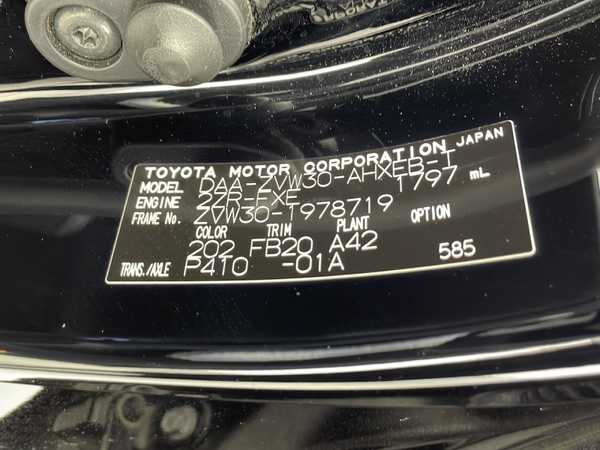 TOYOTA MOTOR CORPORATION JAPAN
MODEL DAA-ZVW30-AHXEB-T
ENGINE 2ZR-FXE 1797 mL
FRAME No. ZVW30-1978719
COLOR TRIM PLANT OPTION
202 FB20 A42 585
TRANS./AXLE P410 -01A